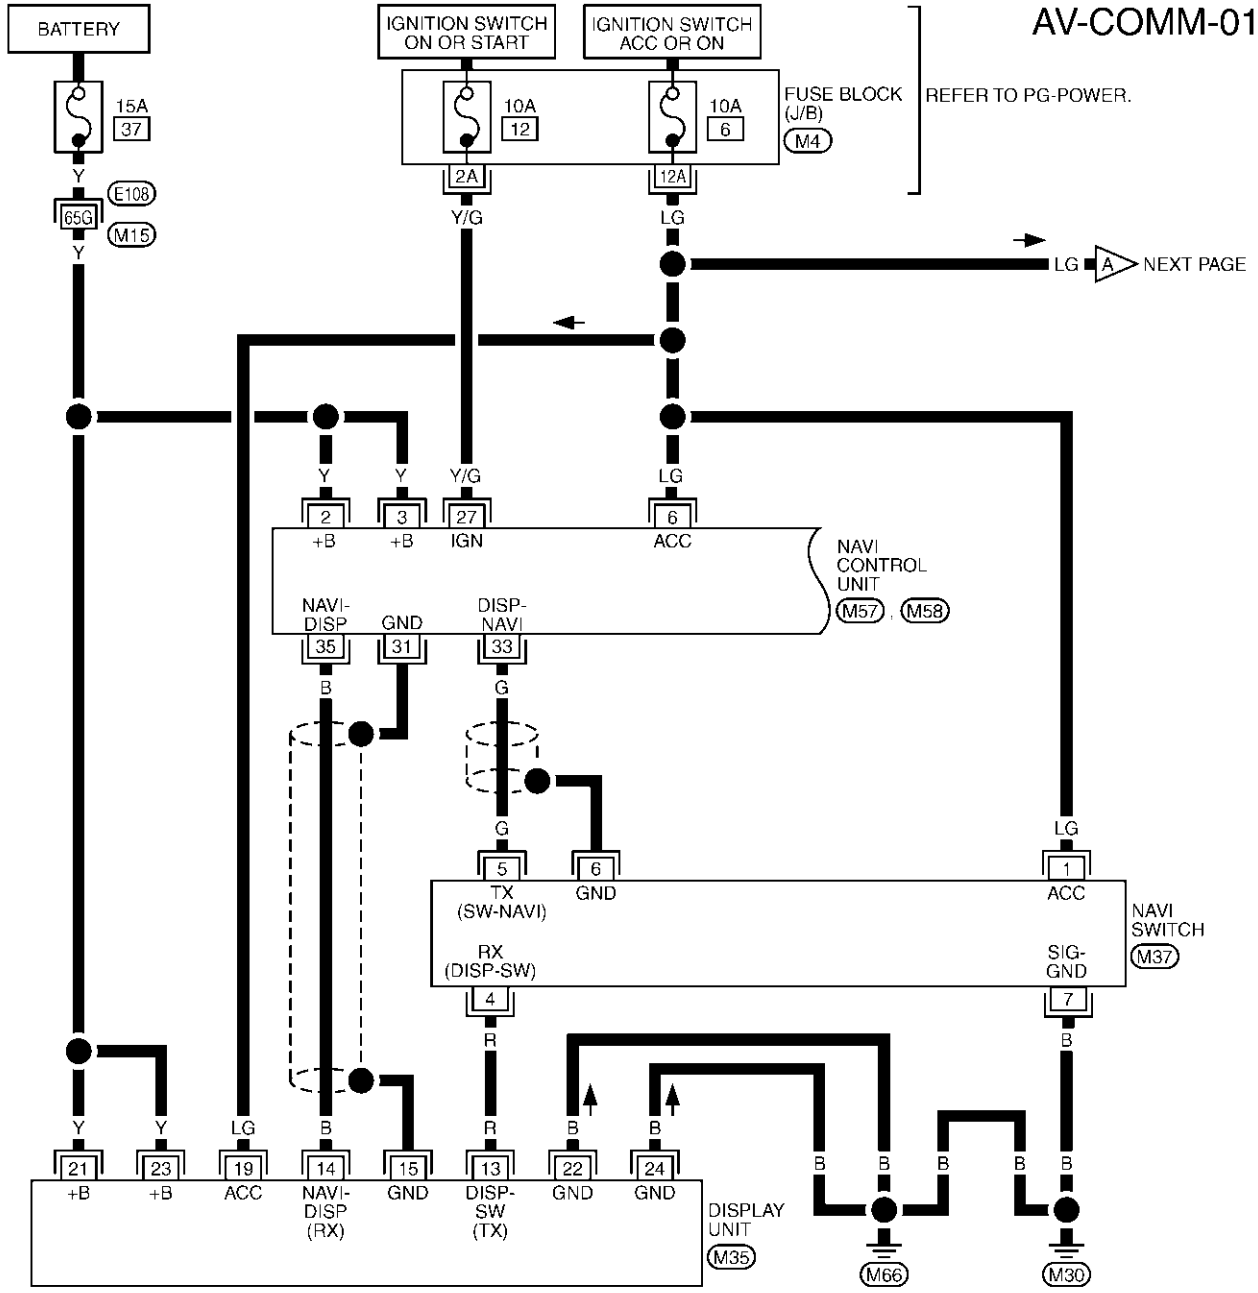 AV-COMM-01
BATTERY
IGNITION SWITCH
ON OR START
IGNITION SWITCH
ACC OR ON
15A
37
10A
12
10A
6
FUSE BLOCK
(J/B)
M4
REFER TO PG-POWER.
Y
E108
65G
M15
Y
2A
Y/G
12A
LG
LG
A
NEXT PAGE
Y
Y
Y/G
LG
2
3
27
6
+B
+B
IGN
ACC
NAVI
CONTROL
UNIT
M57 , M58
NAVI-
DISP
GND
DISP-
NAVI
35
31
33
B
G
G
LG
5
6
1
TX
(SW-NAVI)
GND
ACC
NAVI
SWITCH
M37
RX
(DISP-SW)
SIG-
GND
4
7
R
B
Y
Y
LG
B
R
B
B
B
B
B
B
B
21
23
19
14
15
13
22
24
+B
+B
ACC
NAVI-
DISP
(RX)
GND
DISP-
SW
(TX)
GND
GND
DISPLAY
UNIT
M35
M66
M30